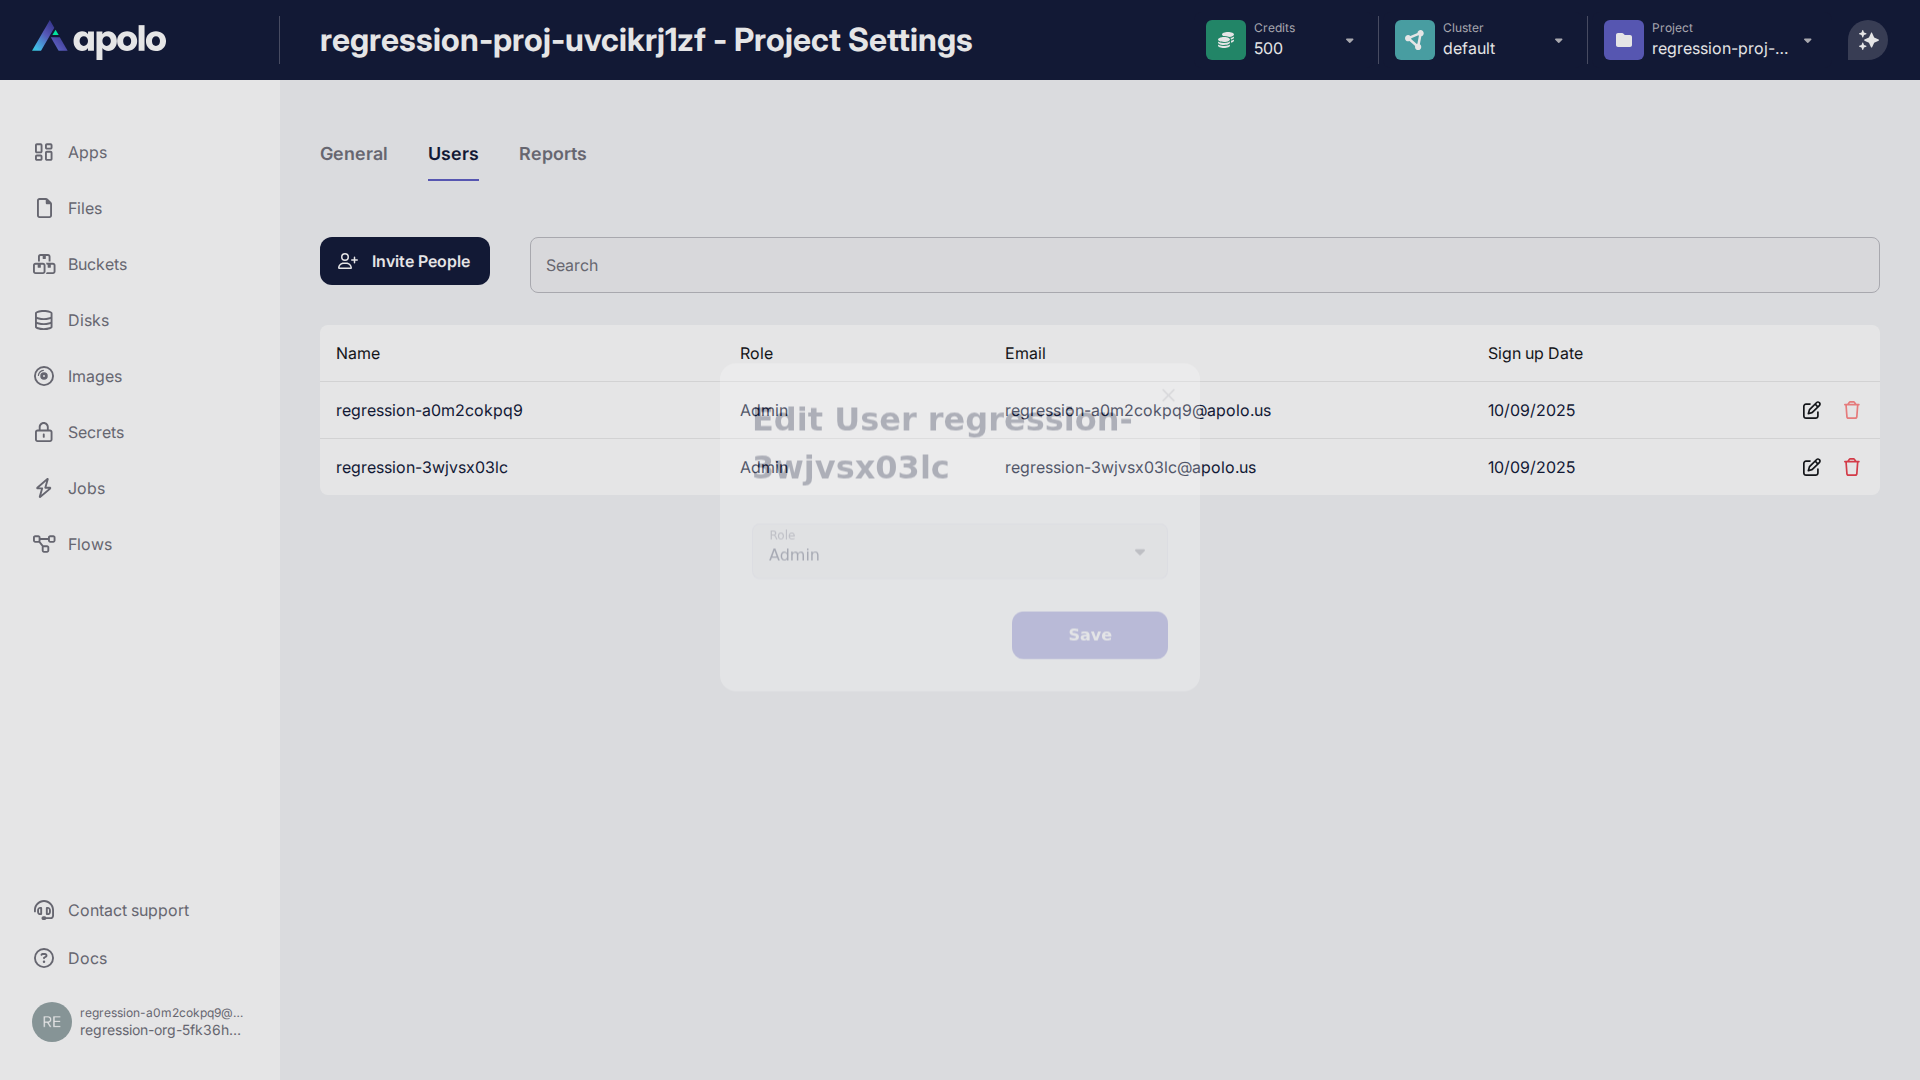 apolo
regression-proj-uvcikrj1zf - Project Settings
Credits
500
Cluster
default
Project
regression-proj-...
Apps
Files
Buckets
Disks
Images
Secrets
Jobs
Flows
General
Users
Reports
Invite People
Search
Name
Role
Email
Sign up Date
regression-a0m2cokpq9
Admin
regression-a0m2cokpq9@apolo.us
10/09/2025
regression-3wjvsx03lc
Admin
regression-3wjvsx03lc@apolo.us
10/09/2025
Edit User regression-
3wjvsx03lc
Role
Admin
Save
Contact support
Docs
RE
regression-a0m2cokpq9@...
regression-org-5fk36h...